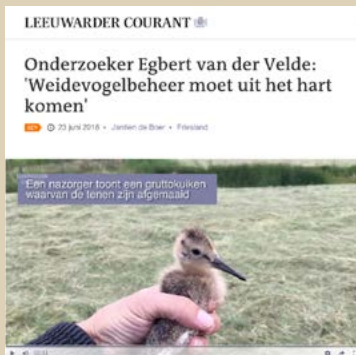 LEEUWARDER COURANT
Onderzoeker Egbert van der Velde:
'Weidevogelbeheer moet uit het hart
komen'
23 juni 2018 • Jantien de Boer • Friesland
Een nazorger toont een gruttokuiken
waarvan de tenen zijn afgemaaid